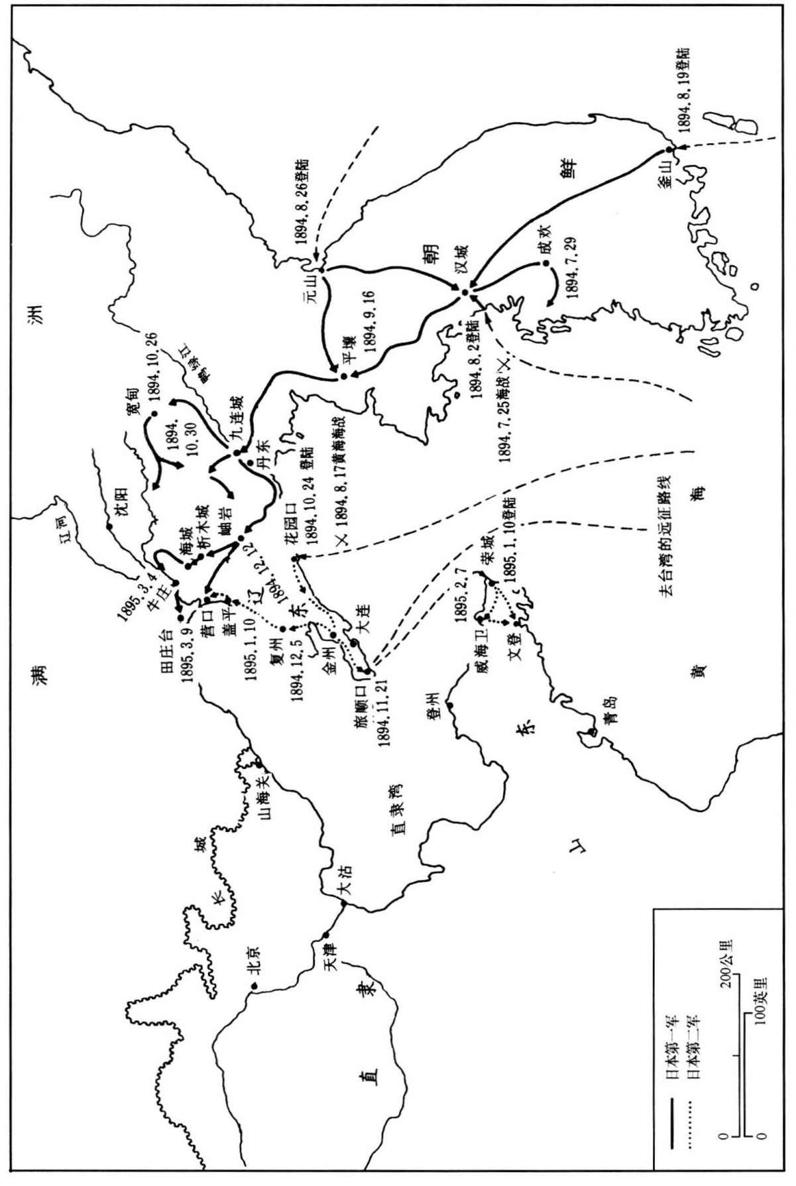 满洲
辽河
沈阳
宽甸
1894.10.26
鸭绿江
1894.
10.30
九连城
丹东
1895.3.4
牛庄
海城
析木城
岫岩
田庄台
1895.3.9
营口
盖平
1895.1.10
1894.12.12
辽东
复州
1894.12.5
金州
大连
旅顺口
1894.11.21
花园口
1894.10.24 登陆
1894.8.17黄海海战
元山
1894.8.26登陆
平壤
1894.9.16
朝鲜
汉城
1894.8.2登陆
1894.7.25海战
成欢
1894.7.29
釜山
1894.8.19登陆
长城
山海关
北京
天津
大沽
直隶
直隶湾
登州
1895.2.7
威海卫
荣城
1895.1.10登陆
文登
山东
青岛
去台湾的远征路线
黄海
日本第一军
日本第二军
0
200公里
0
100英里